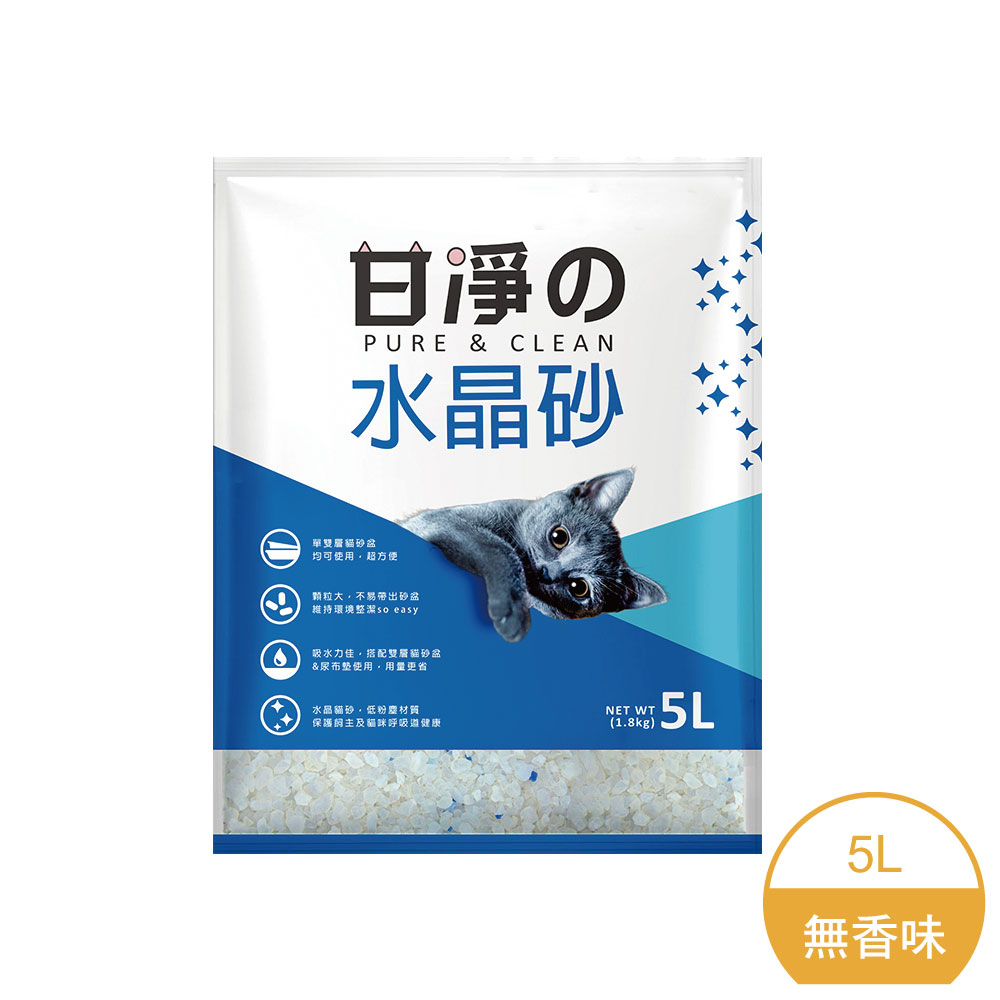 甘淨の
PURE & CLEAN
水晶砂
單雙層貓砂盆
均可使用，超方便
顆粒大，不易帶出砂盆
維持環境整潔so easy
吸水力佳，搭配雙層貓砂盆
&尿布墊使用，用量更省
水晶貓砂，低粉塵材質
保護飼主及貓咪呼吸道健康
NET WT
(1.8kg) 5L
5L
無香味